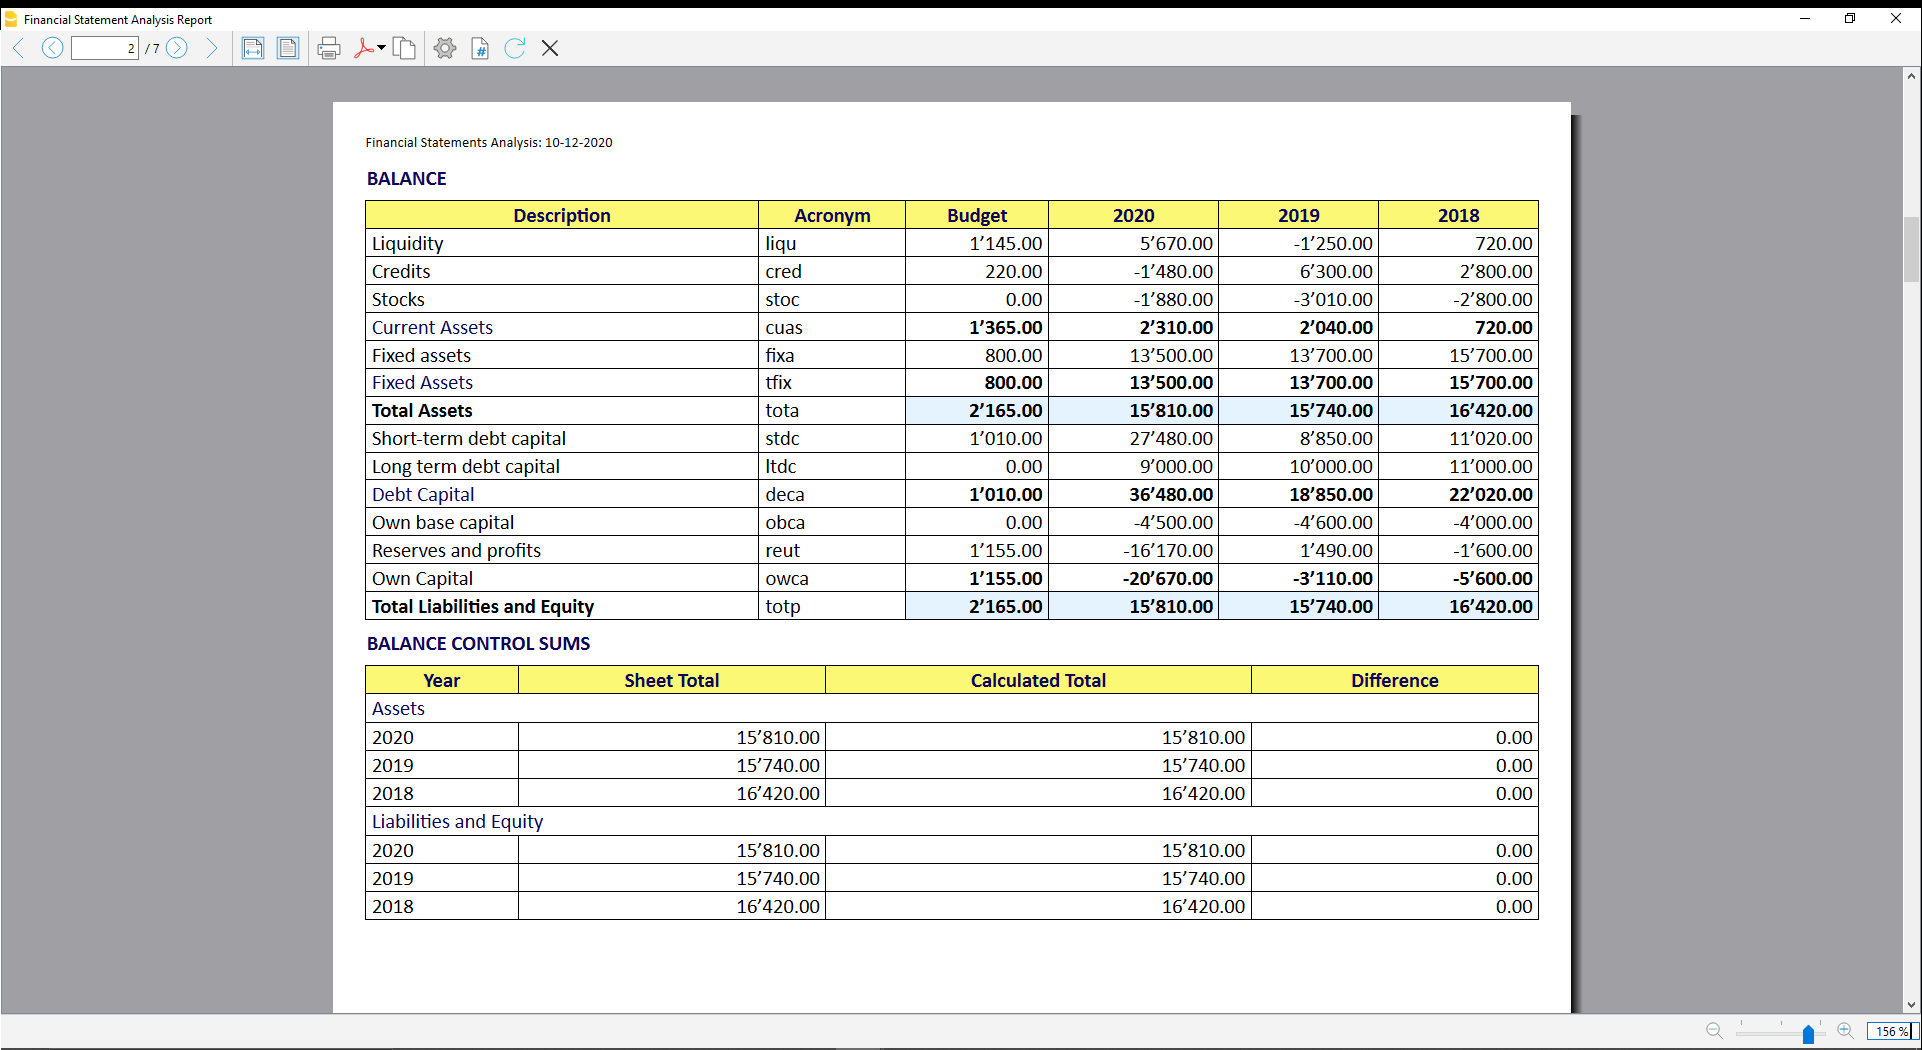 Financial Statement Analysis Report
2 / 7
Financial Statements Analysis: 10-12-2020
BALANCE
Description Acronym Budget 2020 2019 2018
Liquidity liqu 1’145.00 5’670.00 -1’250.00 720.00
Credits cred 220.00 -1’480.00 6’300.00 2’800.00
Stocks stoc 0.00 -1’880.00 -3’010.00 -2’800.00
Current Assets cuas 1’365.00 2’310.00 2’040.00 720.00
Fixed assets fixa 800.00 13’500.00 13’700.00 15’700.00
Fixed Assets tfix 800.00 13’500.00 13’700.00 15’700.00
Total Assets tota 2’165.00 15’810.00 15’740.00 16’420.00
Short-term debt capital stdc 1’010.00 27’480.00 8’850.00 11’020.00
Long term debt capital ltdc 0.00 9’000.00 10’000.00 11’000.00
Debt Capital deca 1’010.00 36’480.00 18’850.00 22’020.00
Own base capital obca 0.00 -4’500.00 -4’600.00 -4’000.00
Reserves and profits reut 1’155.00 -16’170.00 1’490.00 -1’600.00
Own Capital owca 1’155.00 -20’670.00 -3’110.00 -5’600.00
Total Liabilities and Equity totp 2’165.00 15’810.00 15’740.00 16’420.00
BALANCE CONTROL SUMS
Year Sheet Total Calculated Total Difference
Assets
2020 15’810.00 15’810.00 0.00
2019 15’740.00 15’740.00 0.00
2018 16’420.00 16’420.00 0.00
Liabilities and Equity
2020 15’810.00 15’810.00 0.00
2019 15’740.00 15’740.00 0.00
2018 16’420.00 16’420.00 0.00
156 %